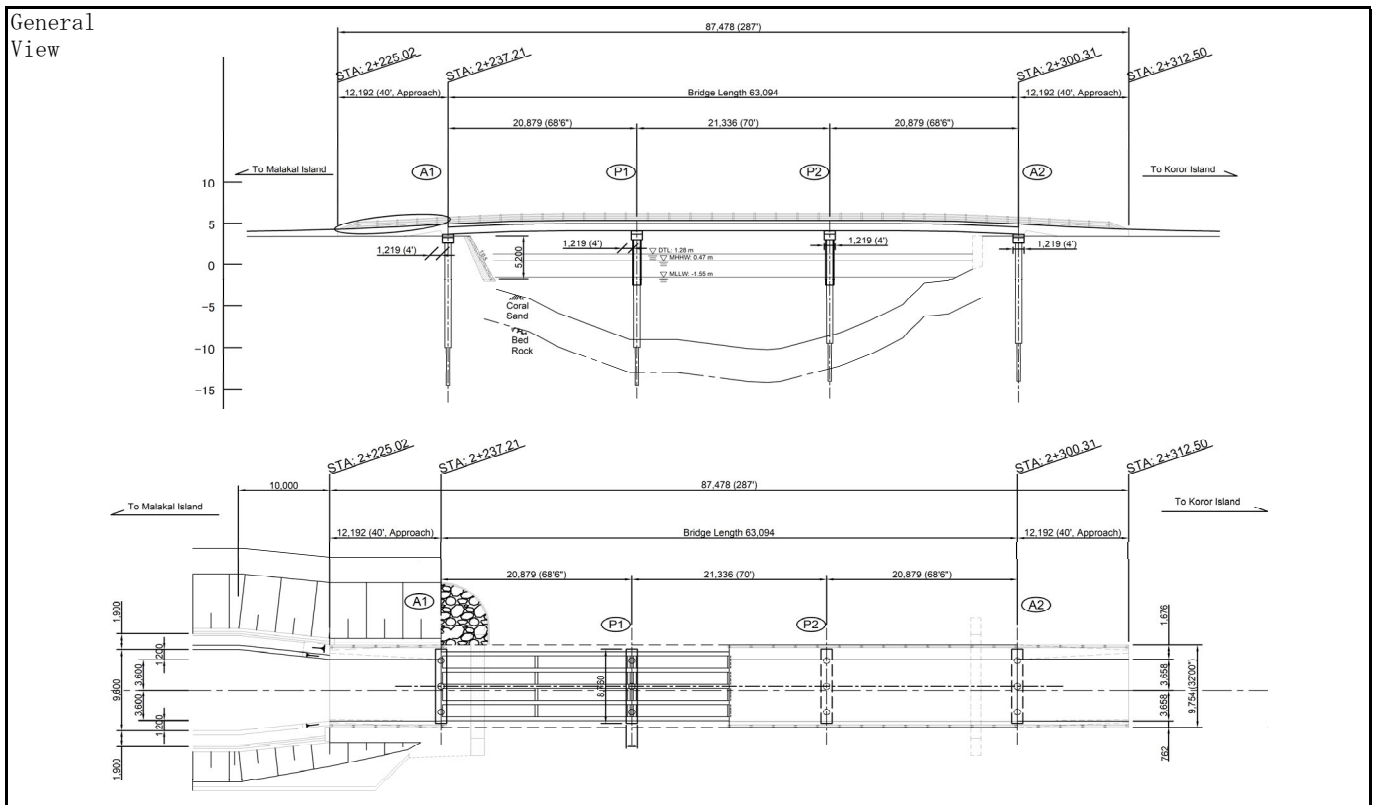 General
View
87,478 (287')
STA: 2+225.02
STA: 2+237.21
STA: 2+300.31
STA: 2+312.50
12,192 (40', Approach)
Bridge Length 63,094
12,192 (40', Approach)
20,879 (68'6")
21,336 (70')
20,879 (68'6")
To Malakal Island
A1
P1
P2
A2
To Koror Island
10
5
0
-5
-10
-15
1,219 (4')
1,219 (4')
1,219 (4')
1,219 (4')
5,200
DTL: 1.28 m
MHHW: 0.47 m
MLLW: -1.55 m
Coral
Sand
Bed
Rock
STA: 2+225.02
STA: 2+237.21
STA: 2+300.31
STA: 2+312.50
10,000
87,478 (287')
To Malakal Island
To Koror Island
12,192 (40', Approach)
Bridge Length 63,094
12,192 (40', Approach)
20,879 (68'6")
21,336 (70')
20,879 (68'6")
A1
P1
P2
A2
1,900
1,200
3,600
9,600
3,600
1,200
1,900
1,676
3,658
9,754 (32'00")
3,658
762